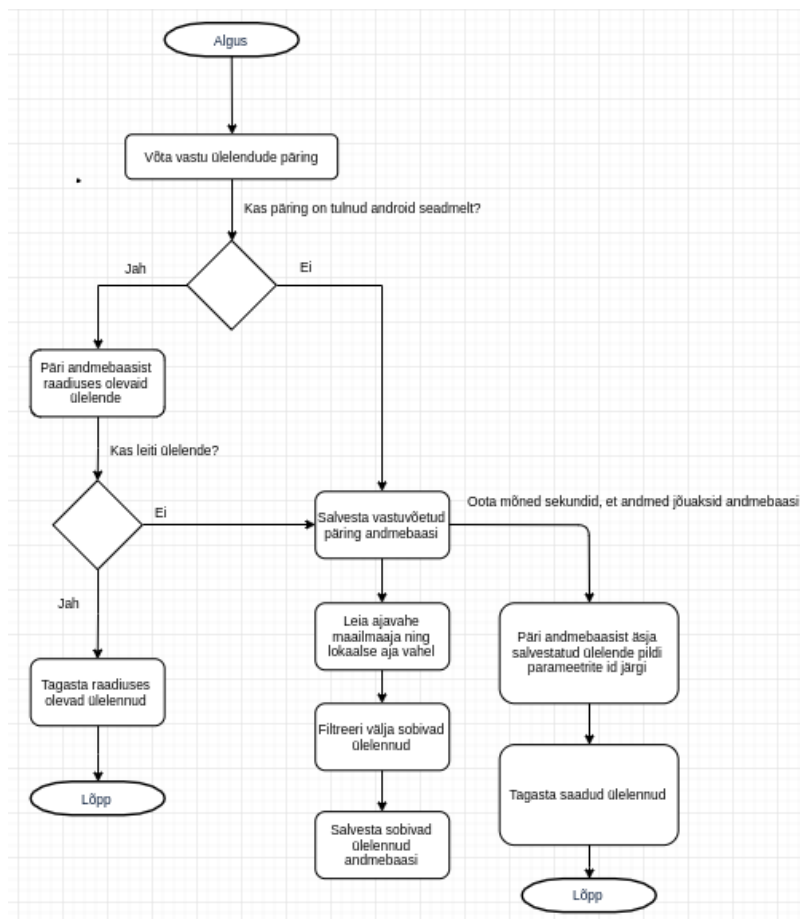 Algus
Võta vastu ülelendude päring
Kas päring on tulnud android seadmelt?
Jah
Ei
Päri andmebaasist
raadiuses olevaid
ülelende
Kas leiti ülelende?
Ei
Jah
Tagasta raadiuses
olevad ülelennud
Lõpp
Salvesta vastuvõetud
päring andmebaasi
Leia ajavahe
maailmaaja ning
lokaalse aja vahel
Filtreeri välja sobivad
ülelennud
Salvesta sobivad
ülelennud
andmebaasi
Oota mõned sekundid, et andmed jõuaksid andmebaasi
Päri andmebaasist äsja
salvestatud ülelende pildi
parameetrite id järgi
Tagasta saadud ülelennud
Lõpp